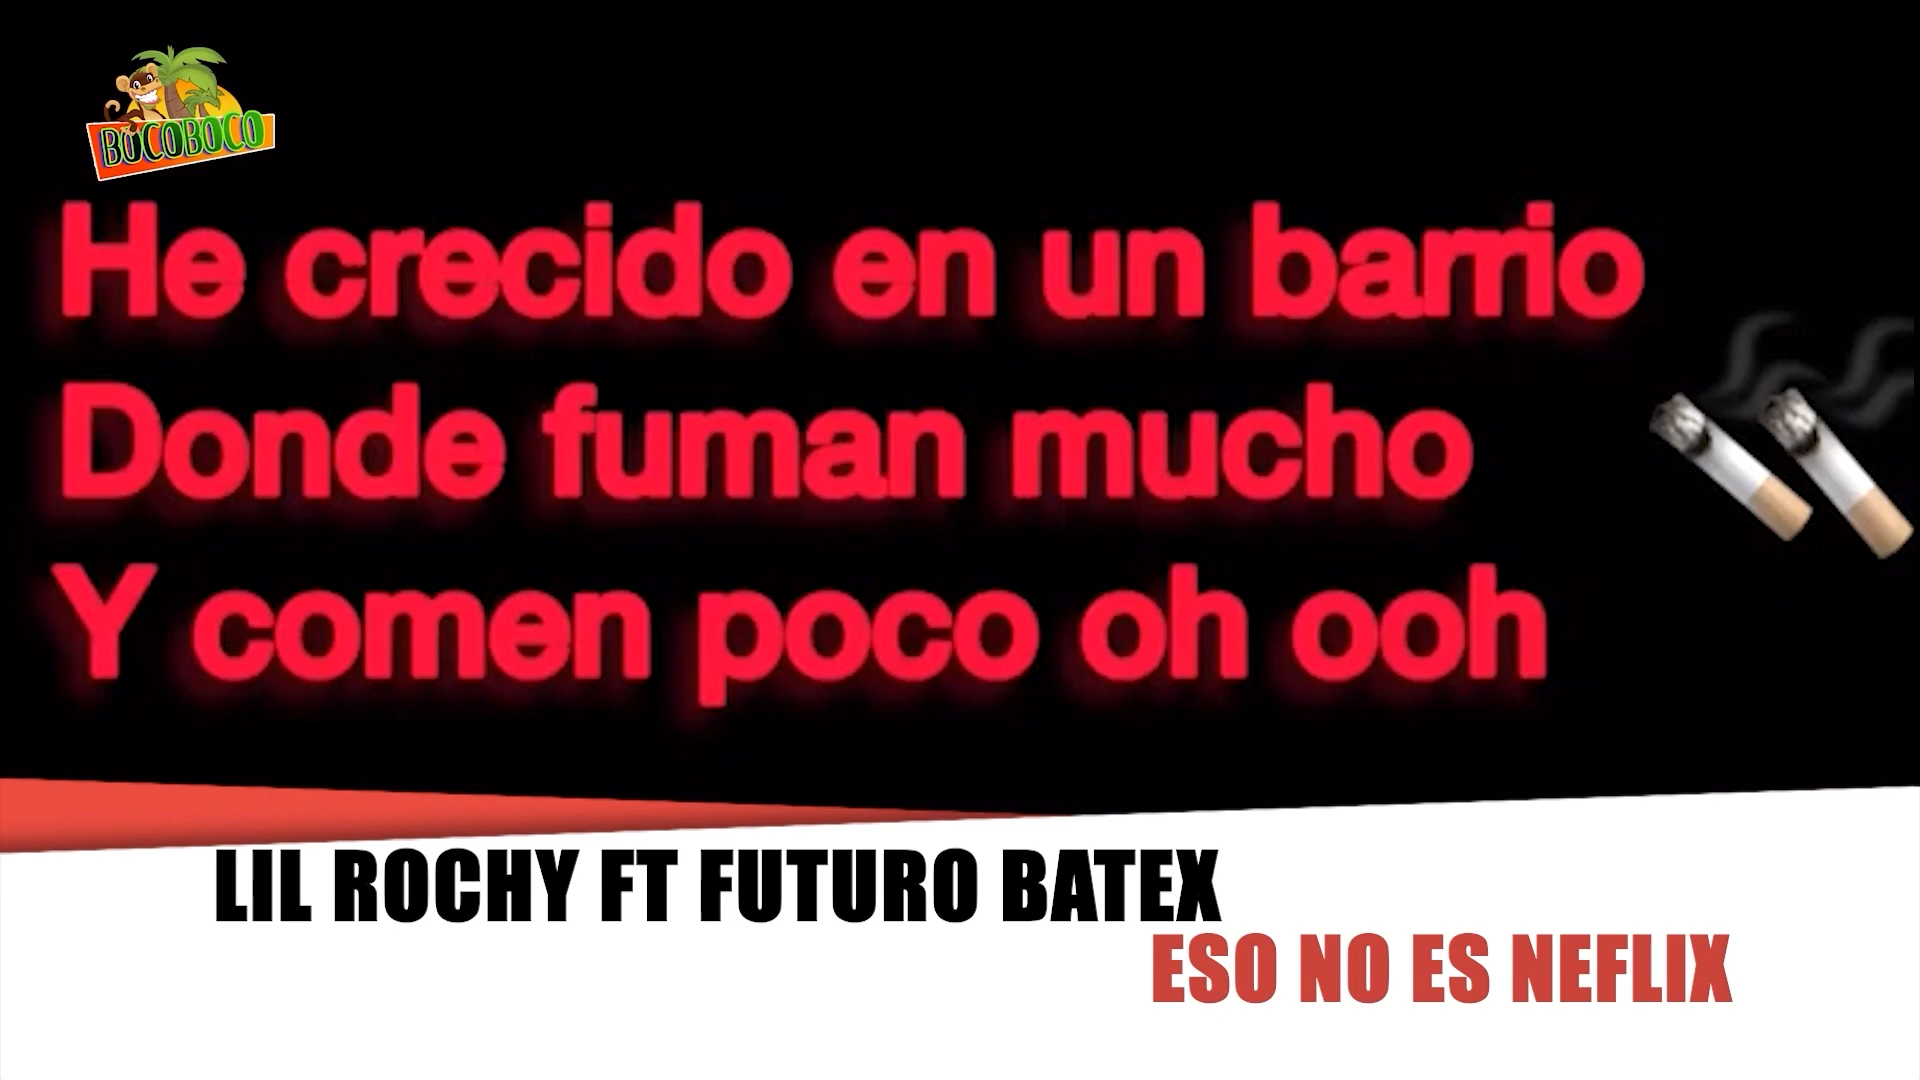 BOCOBOCO
He crecido en un barrio
Donde fuman mucho
Y comen poco oh ooh
LIL ROCHY FT FUTURO BATEX
ESO NO ES NEFLIX